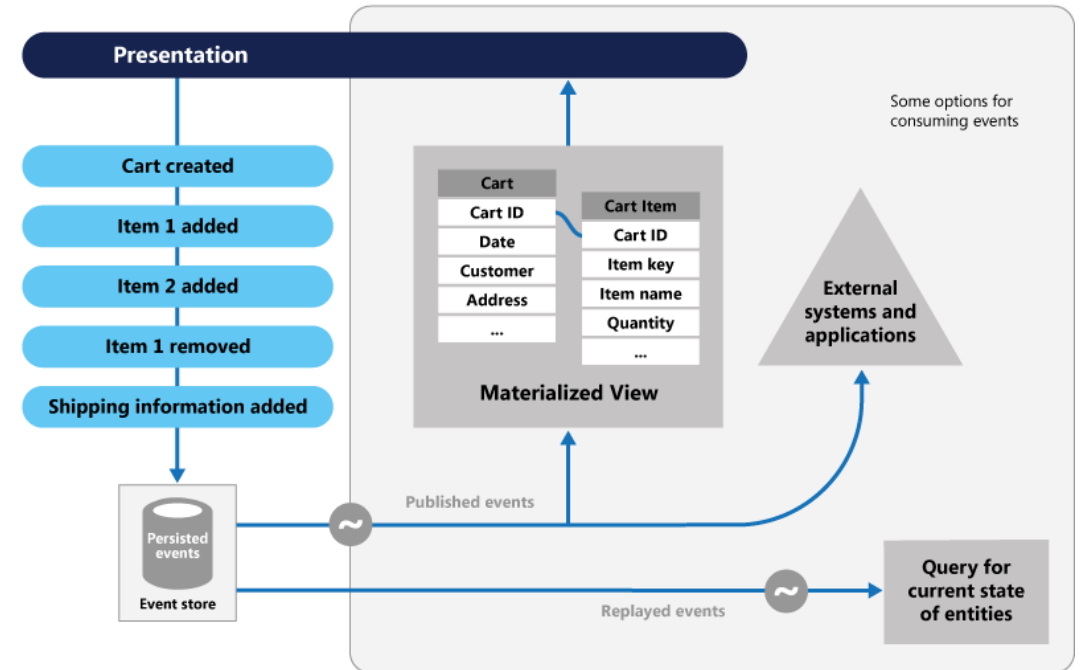 Presentation
Some options for
consuming events
Cart created
Item 1 added
Item 2 added
Item 1 removed
Shipping information added
Cart
Cart ID
Date
Customer
Address
...
Cart Item
Cart ID
Item key
Item name
Quantity
...
Materialized View
External
systems and
applications
Persisted
events
Event store
~
Published events
~
Replayed events
Query for
current state
of entities